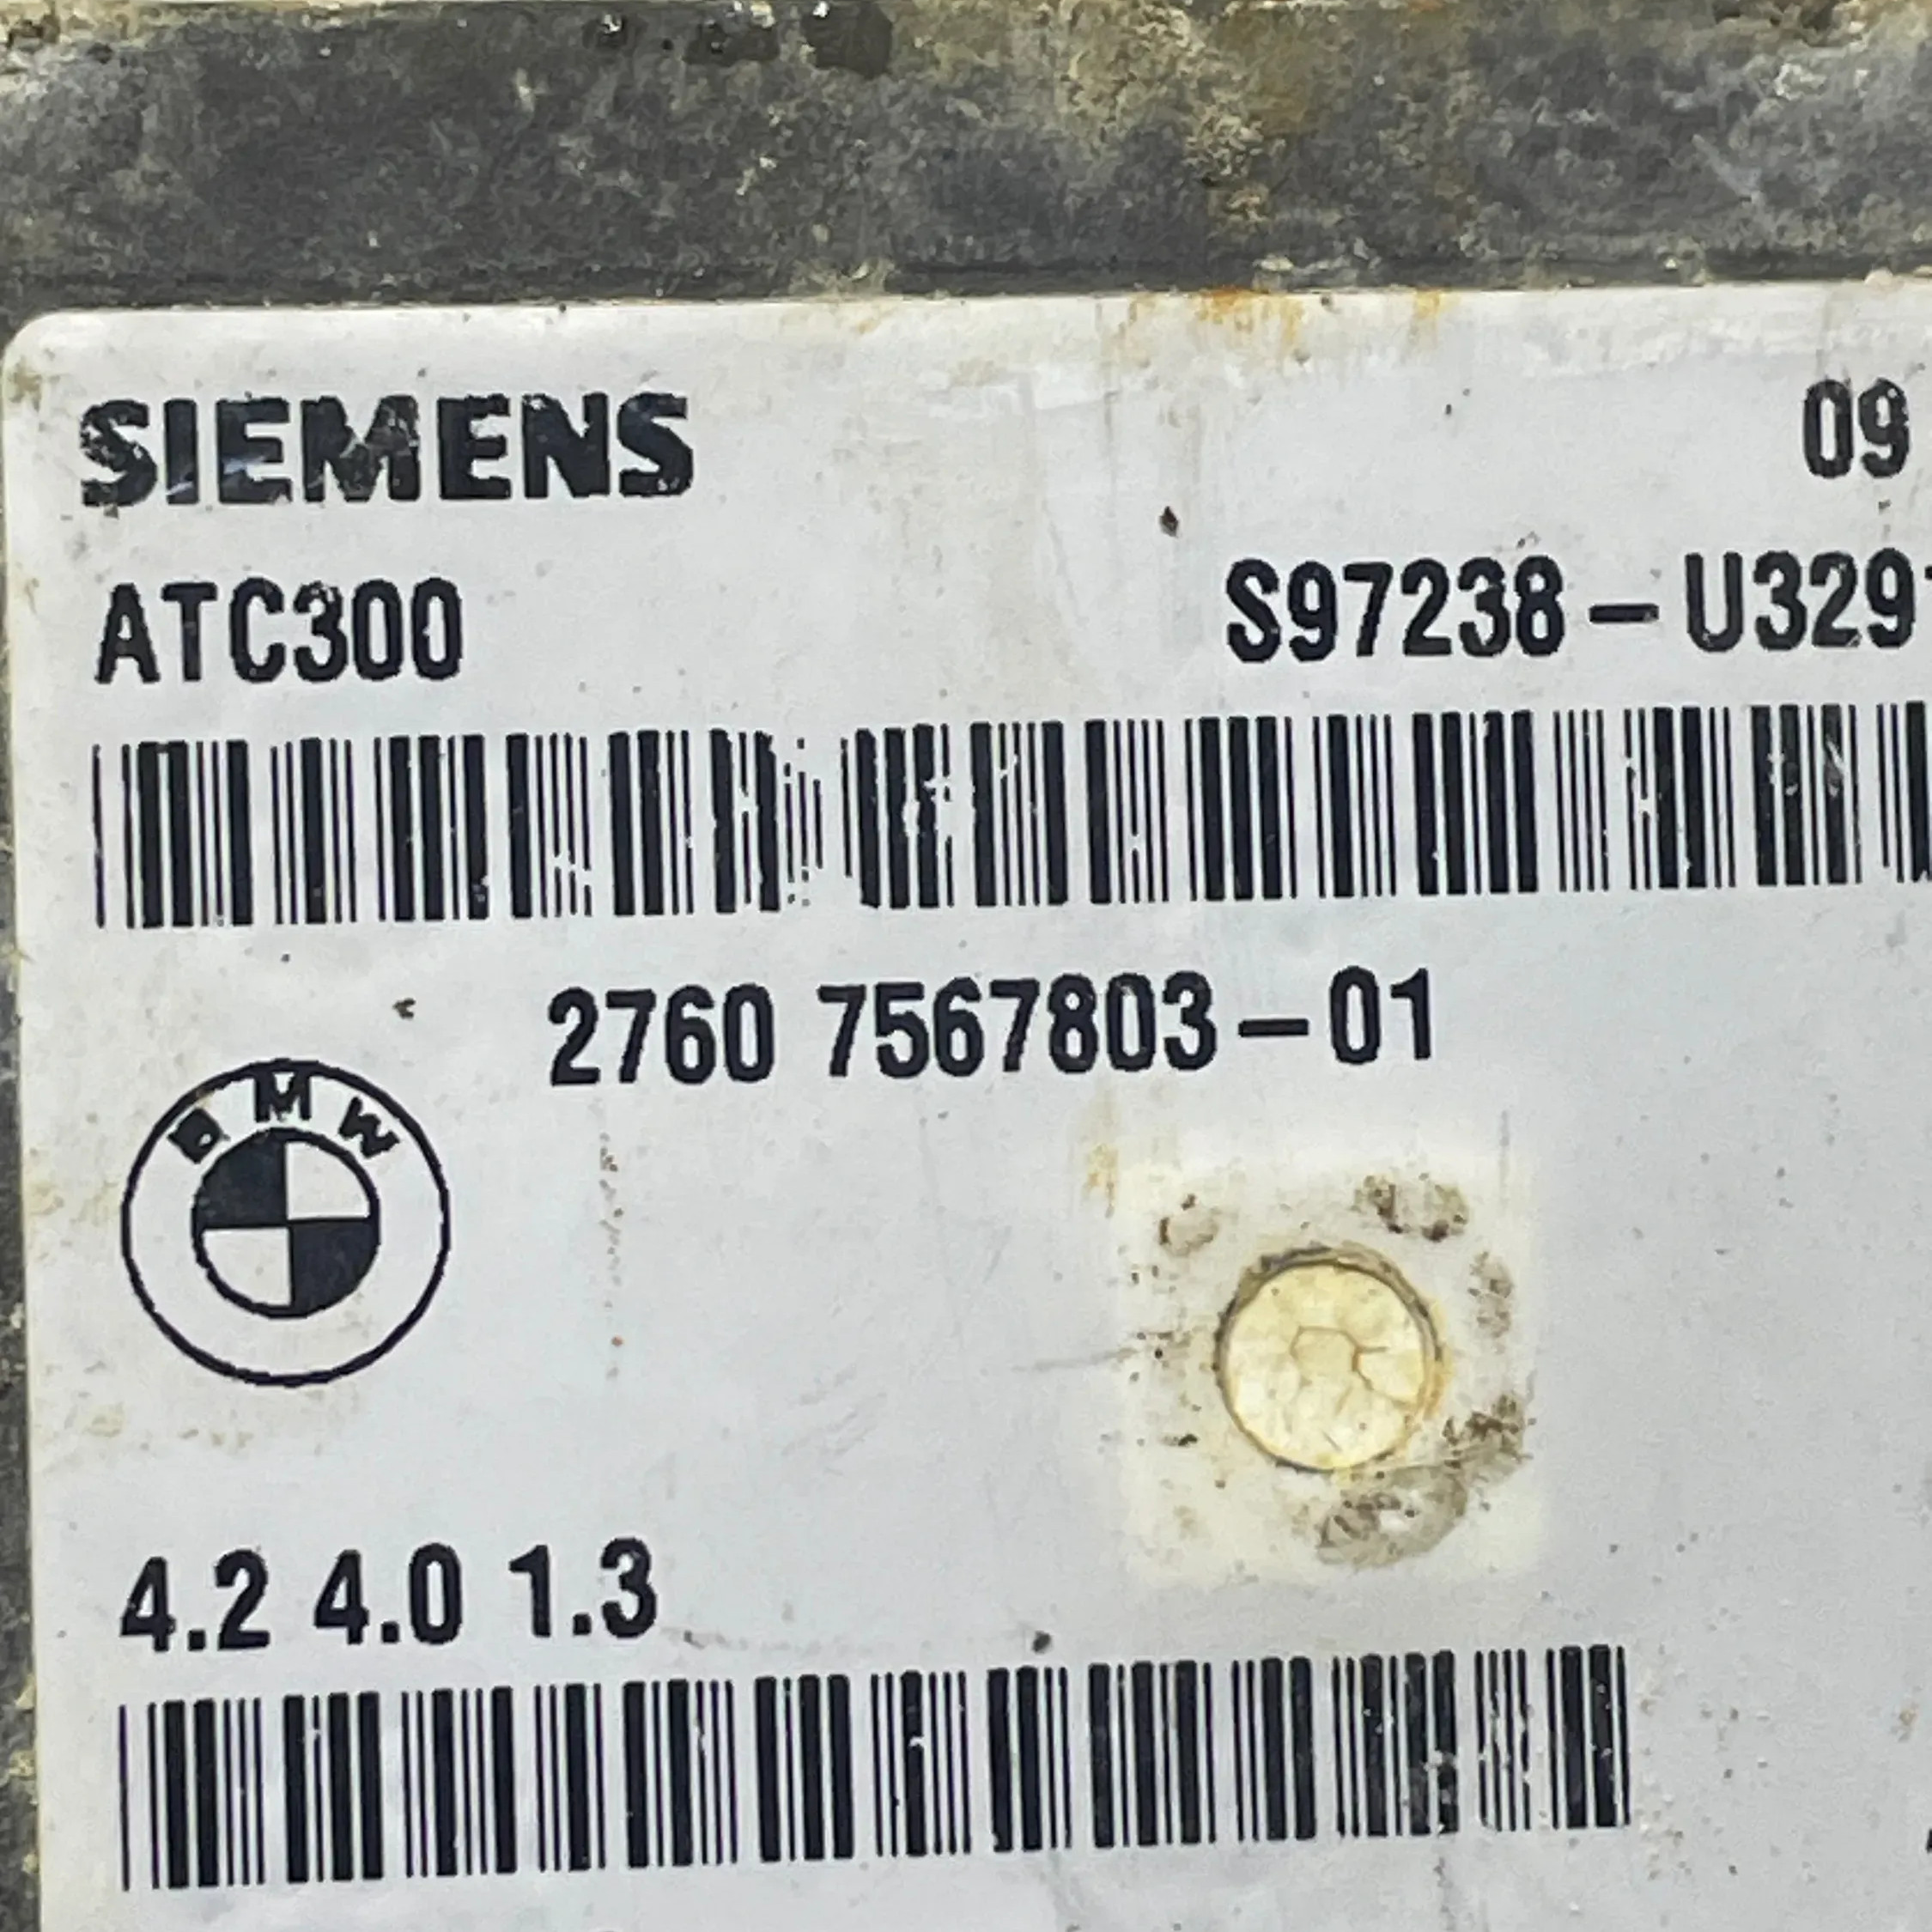 SIEMENS 09
ATC300 S97238-U329
2760 7567803-01
BMW
4.2 4.0 1.3